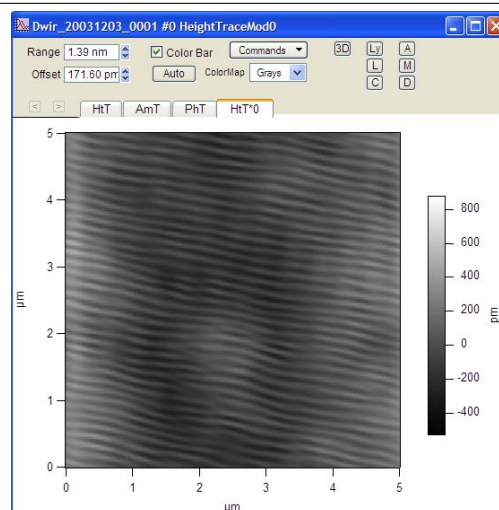 Dwir_20031203_0001 #0 HeightTraceMod0
Range 1.39 nm Color Bar Commands 3D Ly A
Offset 171.60 pm Auto ColorMap Grays L M
C D
< > HtT AmT PhT HtT*0
5
4
3
2
1
0
µm
0 1 2 3 4 5
µm
800
600
400
200
0
-200
-400
pm